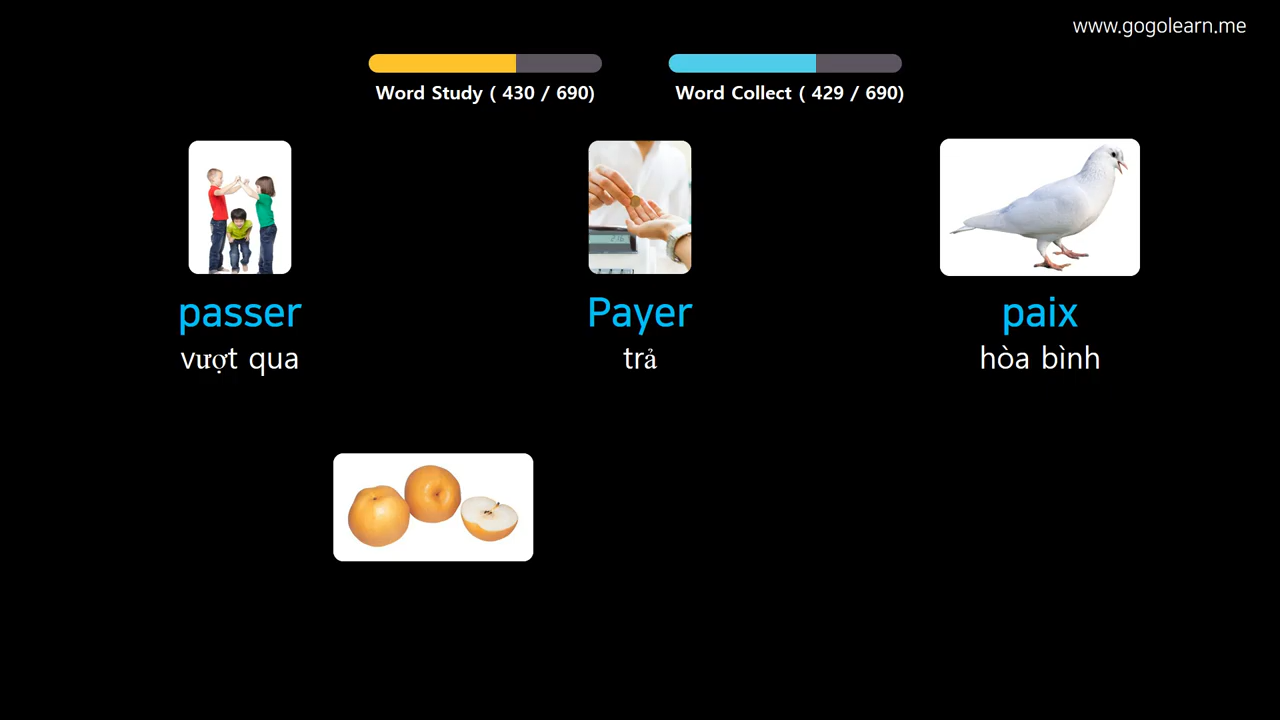 www.gogolearn.me
Word Study ( 430 / 690)
Word Collect ( 429 / 690)
passer
vượt qua
Payer
trả
paix
hòa bình